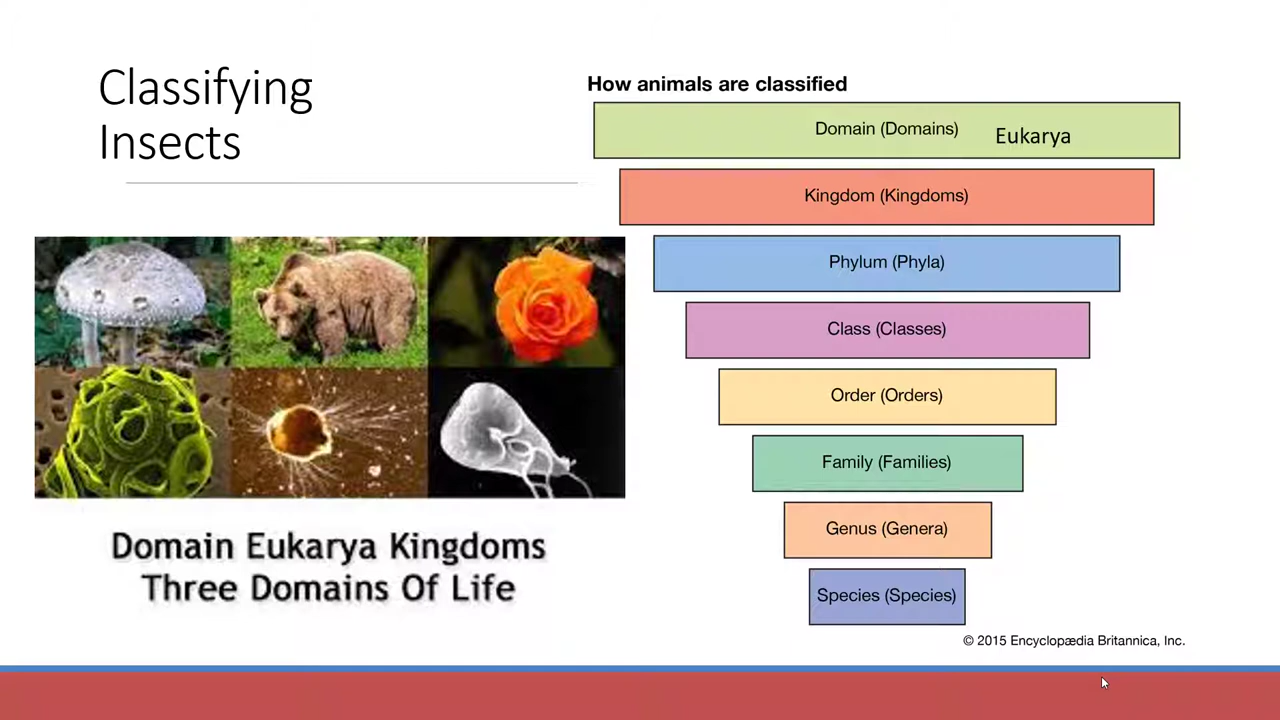 Classifying
Insects
How animals are classified
Domain (Domains) Eukarya
Kingdom (Kingdoms)
Phylum (Phyla)
Class (Classes)
Order (Orders)
Family (Families)
Genus (Genera)
Species (Species)
Domain Eukarya Kingdoms
Three Domains Of Life
© 2015 Encyclopædia Britannica, Inc.